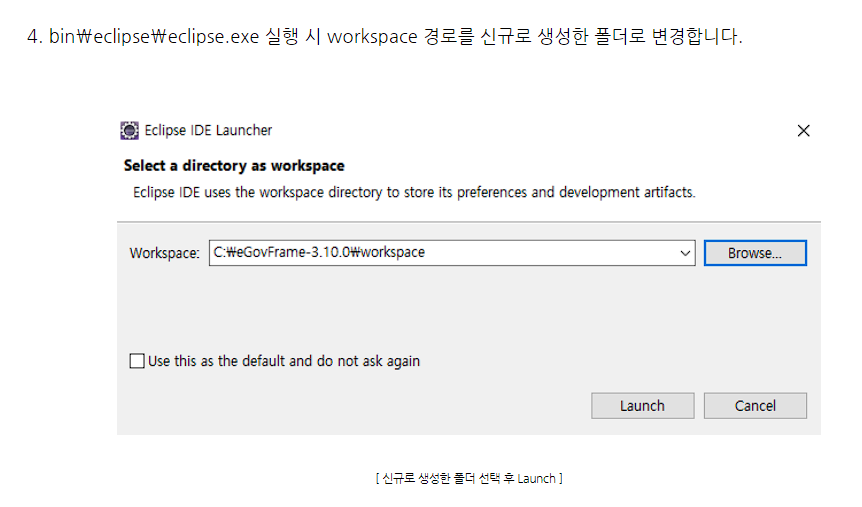 4. bin₩eclipse₩eclipse.exe 실행 시 workspace 경로를 신규로 생성한 폴더로 변경합니다.
Eclipse IDE Launcher
Select a directory as workspace
Eclipse IDE uses the workspace directory to store its preferences and development artifacts.
Workspace: C:₩eGovFrame-3.10.0₩workspace Browse...
Use this as the default and do not ask again
Launch Cancel
[ 신규로 생성한 폴더 선택 후 Launch ]